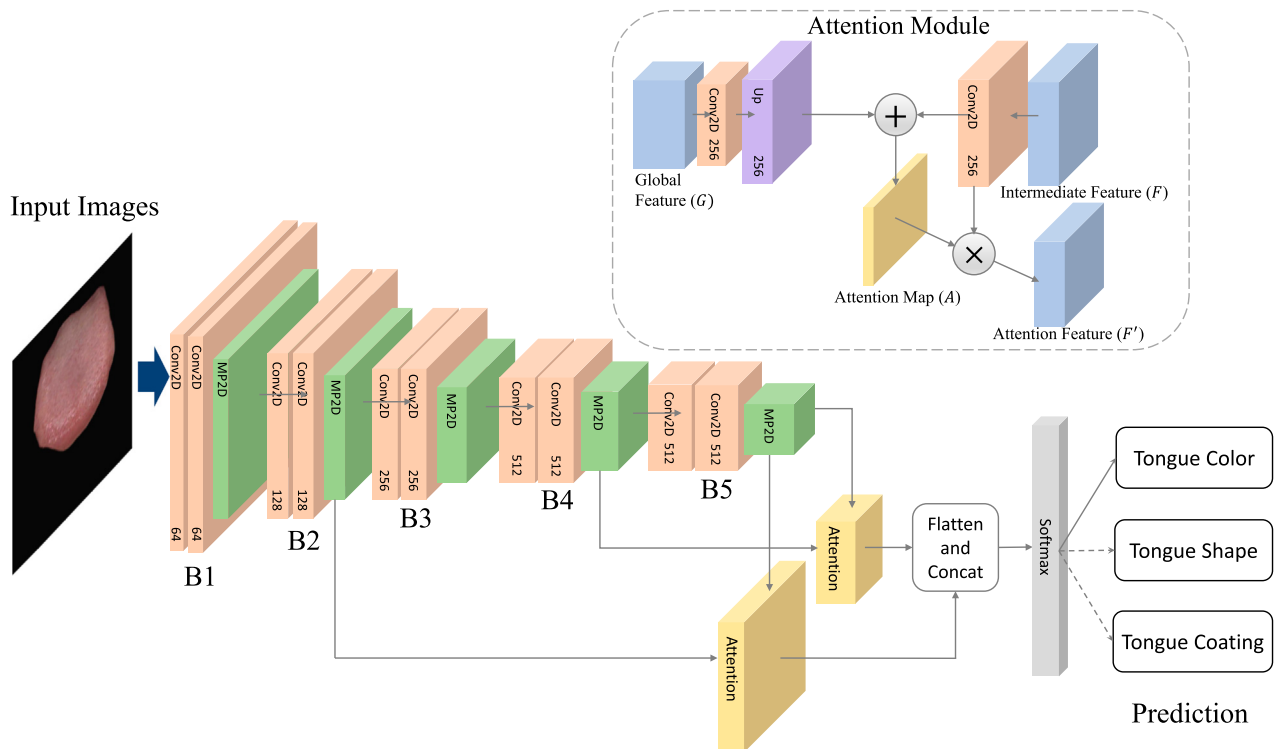 Attention Module
Conv2D 256
Up 256
+
Conv2D 256
Global
Feature (G)
Intermediate Feature (F)
×
Attention Map (A)
Attention Feature (F′)
Input Images
Conv2D 64
Conv2D 64
MP2D
B1
Conv2D 128
Conv2D 128
MP2D
B2
Conv2D 256
Conv2D 256
MP2D
B3
Conv2D 512
Conv2D 512
MP2D
B4
Conv2D 512
Conv2D 512
MP2D
B5
Attention
Attention
Flatten
and
Concat
Softmax
Tongue Color
Tongue Shape
Tongue Coating
Prediction